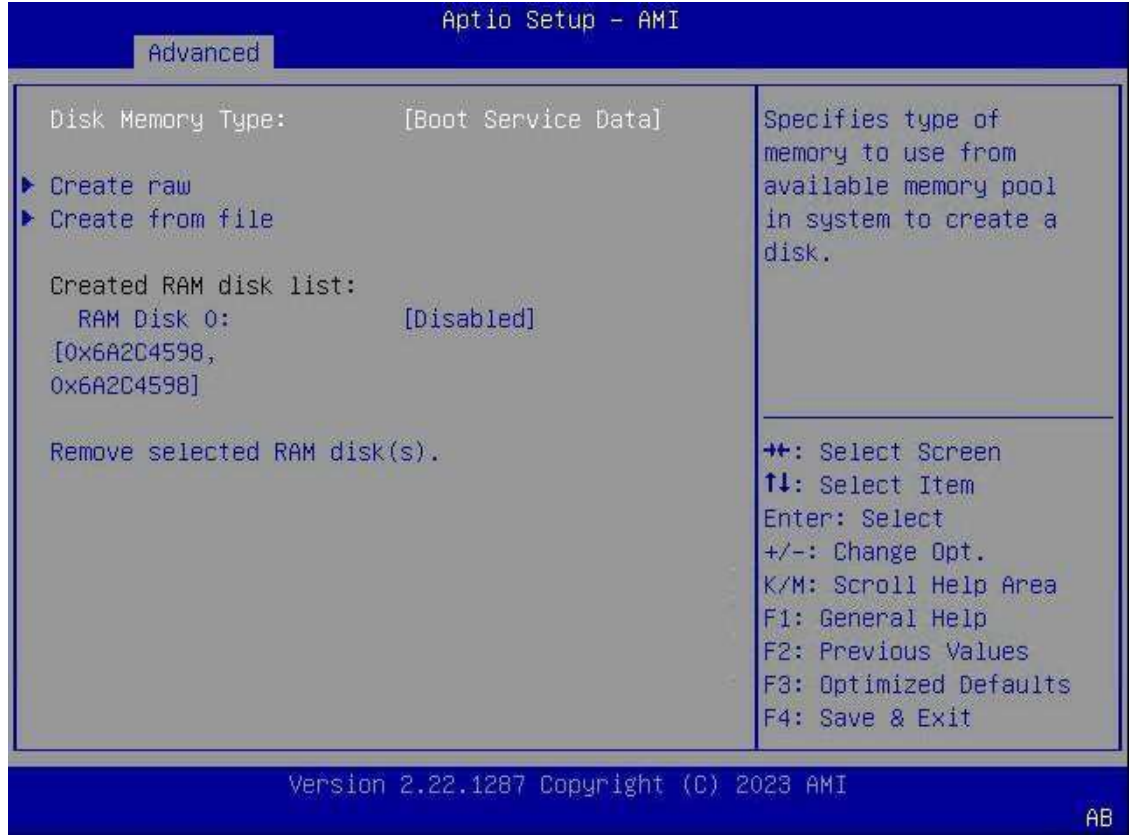 Aptio Setup – AMI
Advanced
Disk Memory Type: [Boot Service Data]
Create raw
Create from file
Created RAM disk list:
RAM Disk 0: [Disabled]
[0x6A2C4598,
0x6A2C4598]
Remove selected RAM disk(s).
Specifies type of
memory to use from
available memory pool
in system to create a
disk.
→←: Select Screen
↑↓: Select Item
Enter: Select
+/-: Change Opt.
K/M: Scroll Help Area
F1: General Help
F2: Previous Values
F3: Optimized Defaults
F4: Save & Exit
Version 2.22.1287 Copyright (C) 2023 AMI
AB